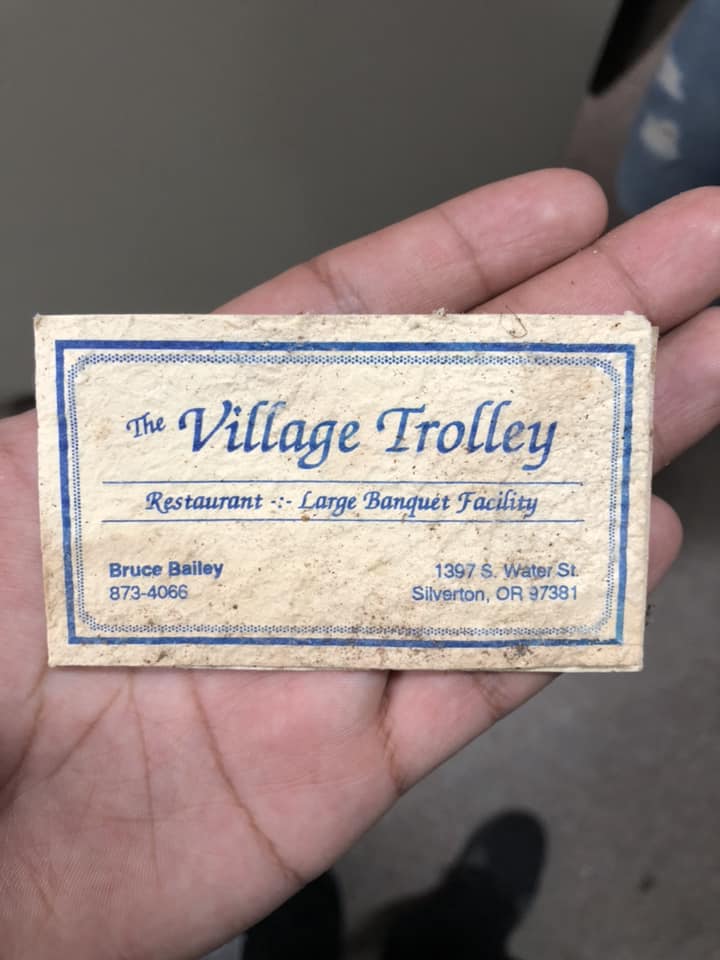 The Village Trolley
Restaurant -:- Large Banquet Facility
Bruce Bailey
873-4066
1397 S. Water St.
Silverton, OR 97381